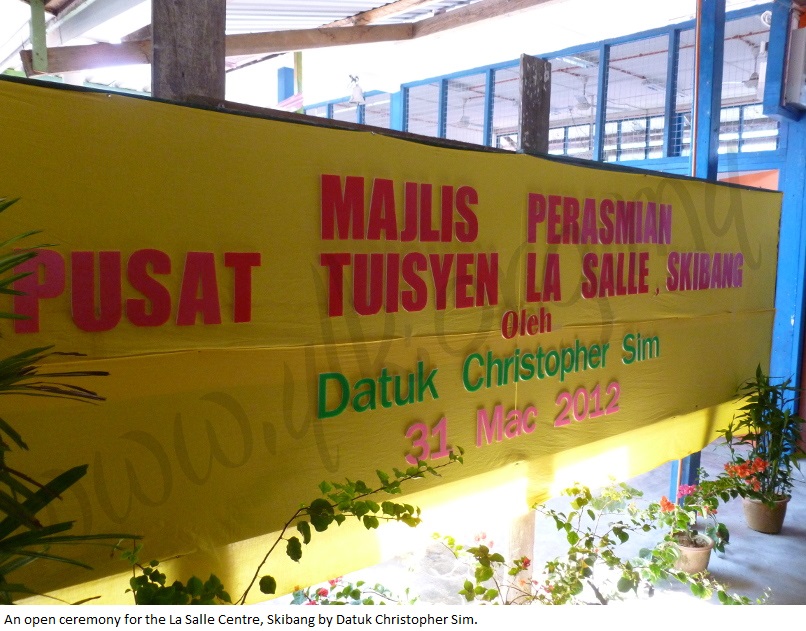 MAJLIS PERASMIAN
PUSAT TUISYEN LA SALLE, SKIBANG
Oleh
Datuk Christopher Sim
31 Mac 2012
An open ceremony for the La Salle Centre, Skibang by Datuk Christopher Sim.